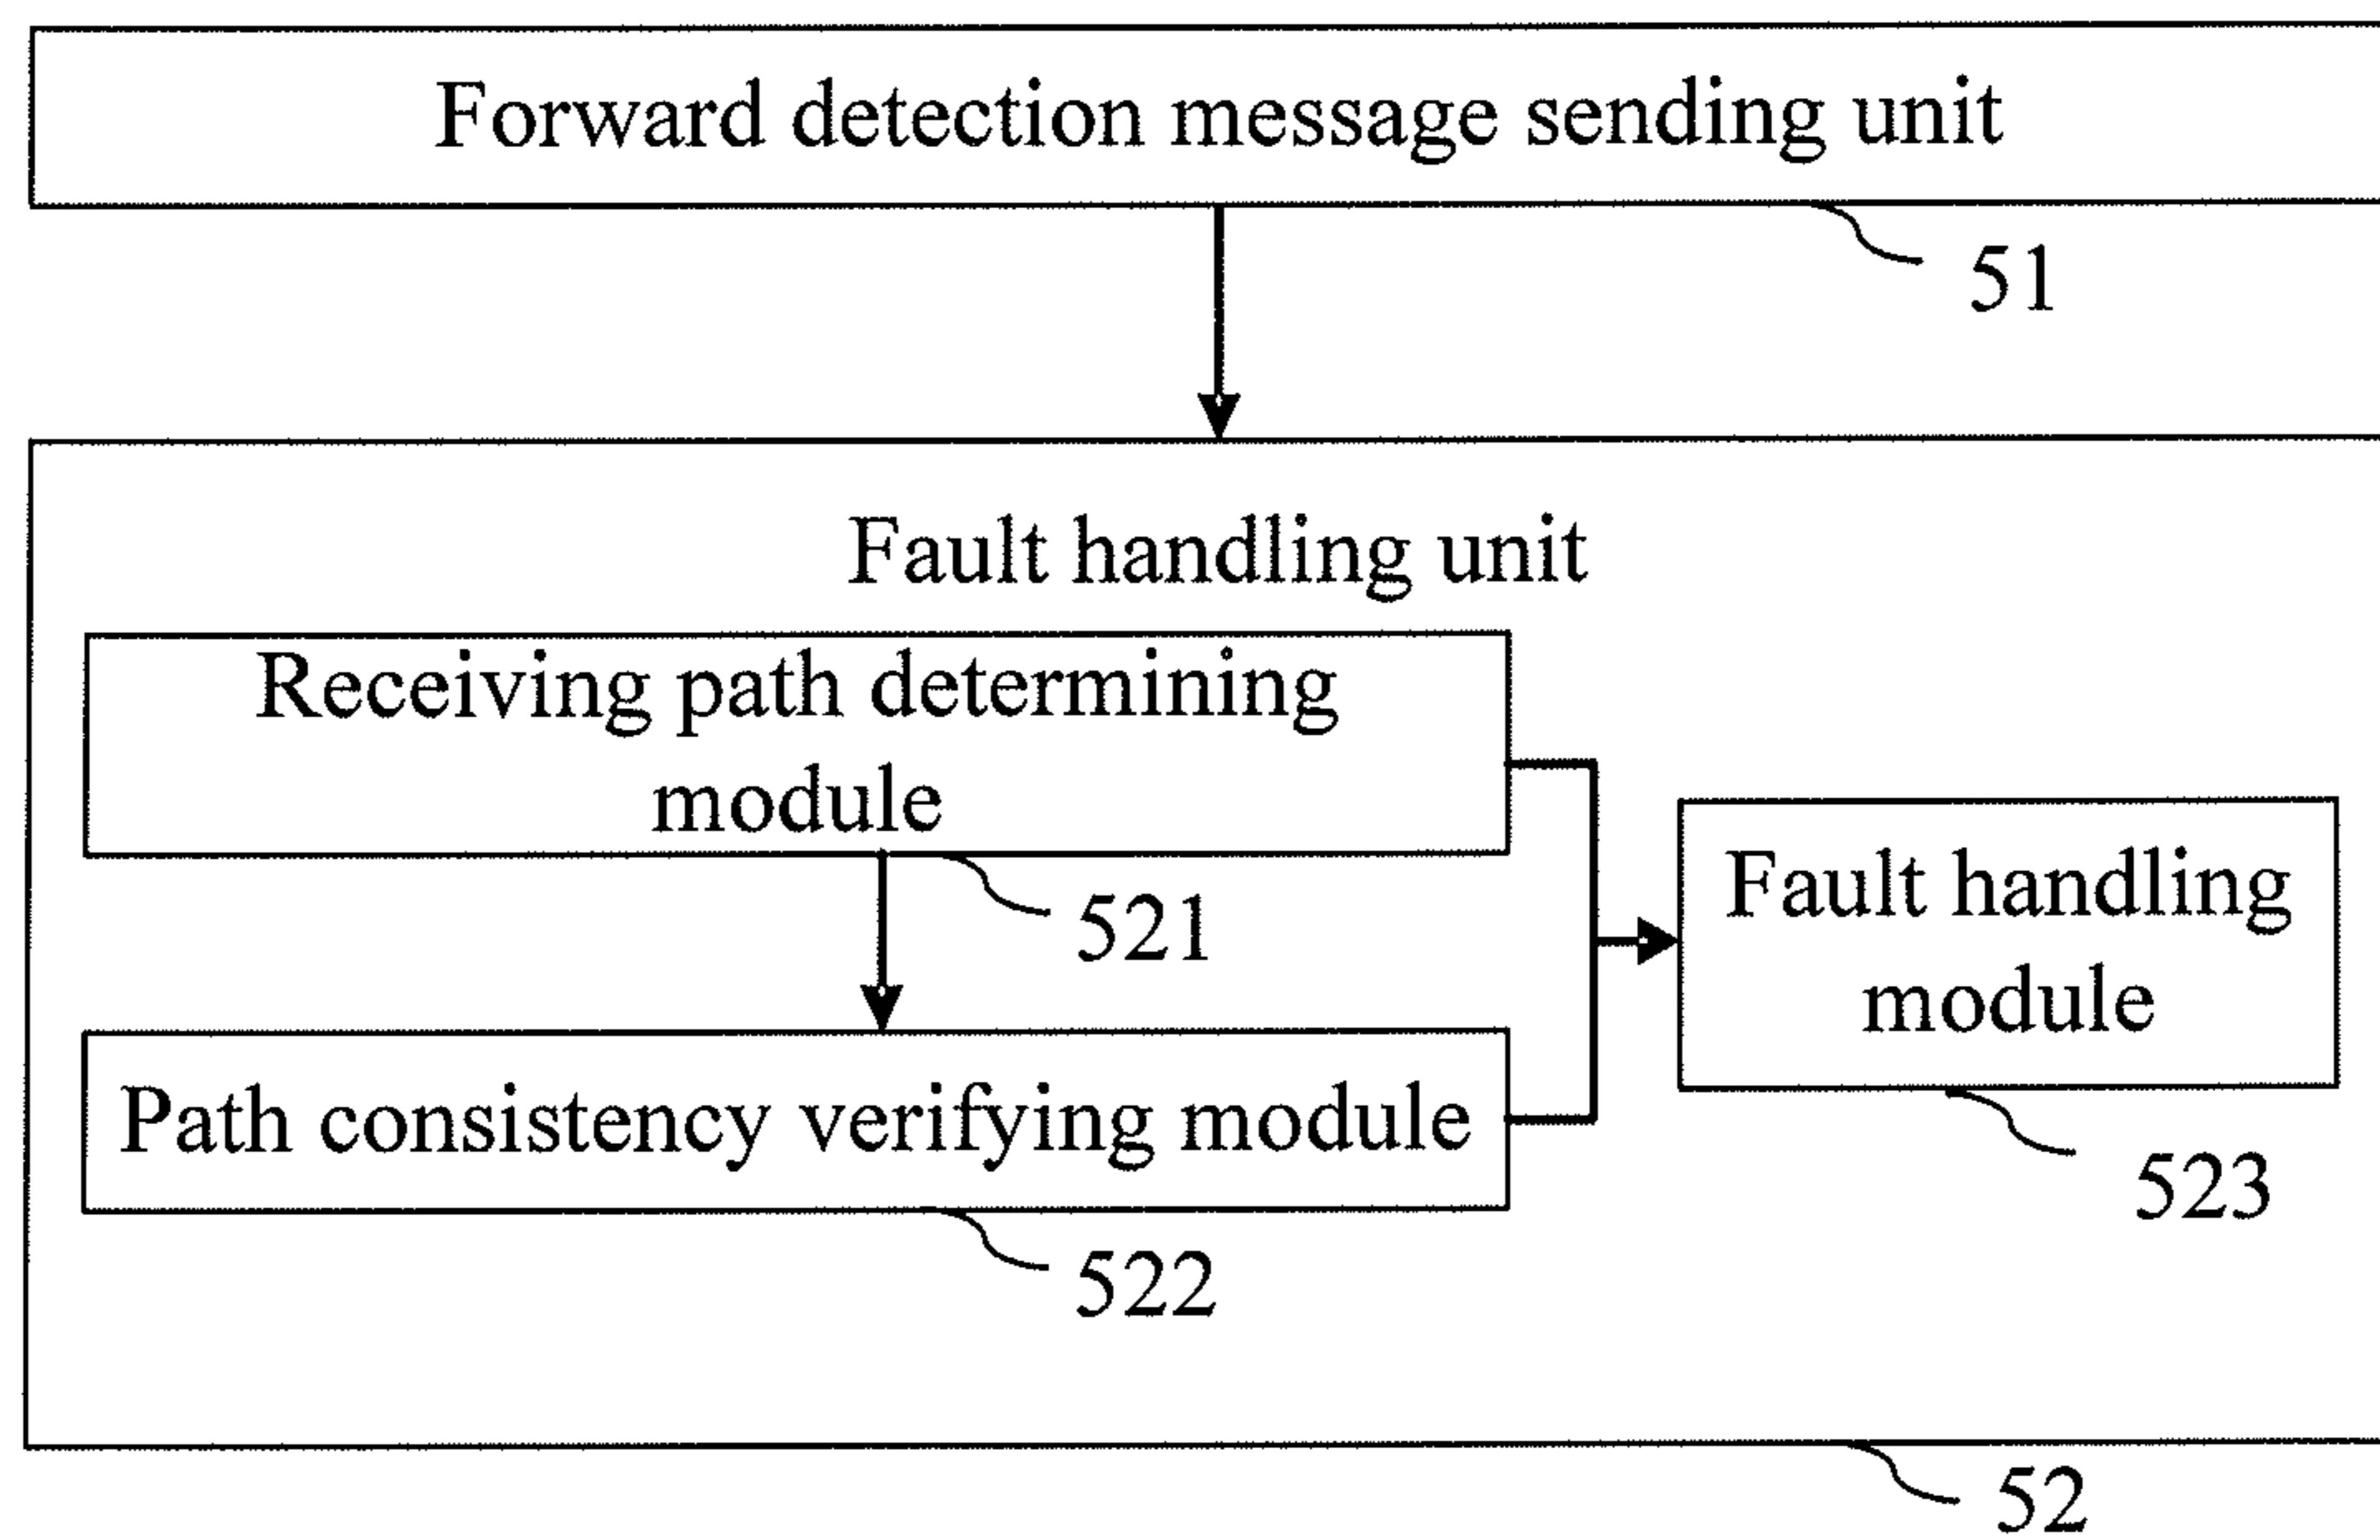 Forward detection message sending unit
51
Fault handling unit
Receiving path determining
module
521
Fault handling
module
523
Path consistency verifying module
522
52